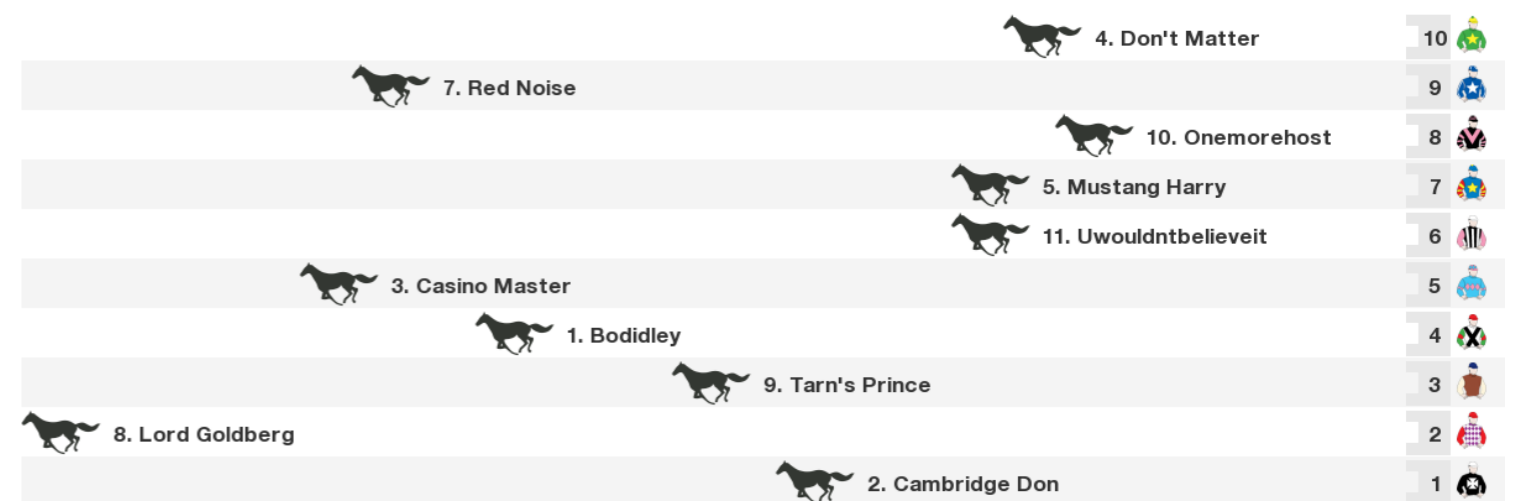 4. Don't Matter 10
7. Red Noise 9
10. Onemorehost 8
5. Mustang Harry 7
11. Uwouldntbelieveit 6
3. Casino Master 5
1. Bodidley 4
9. Tarn's Prince 3
8. Lord Goldberg 2
2. Cambridge Don 1